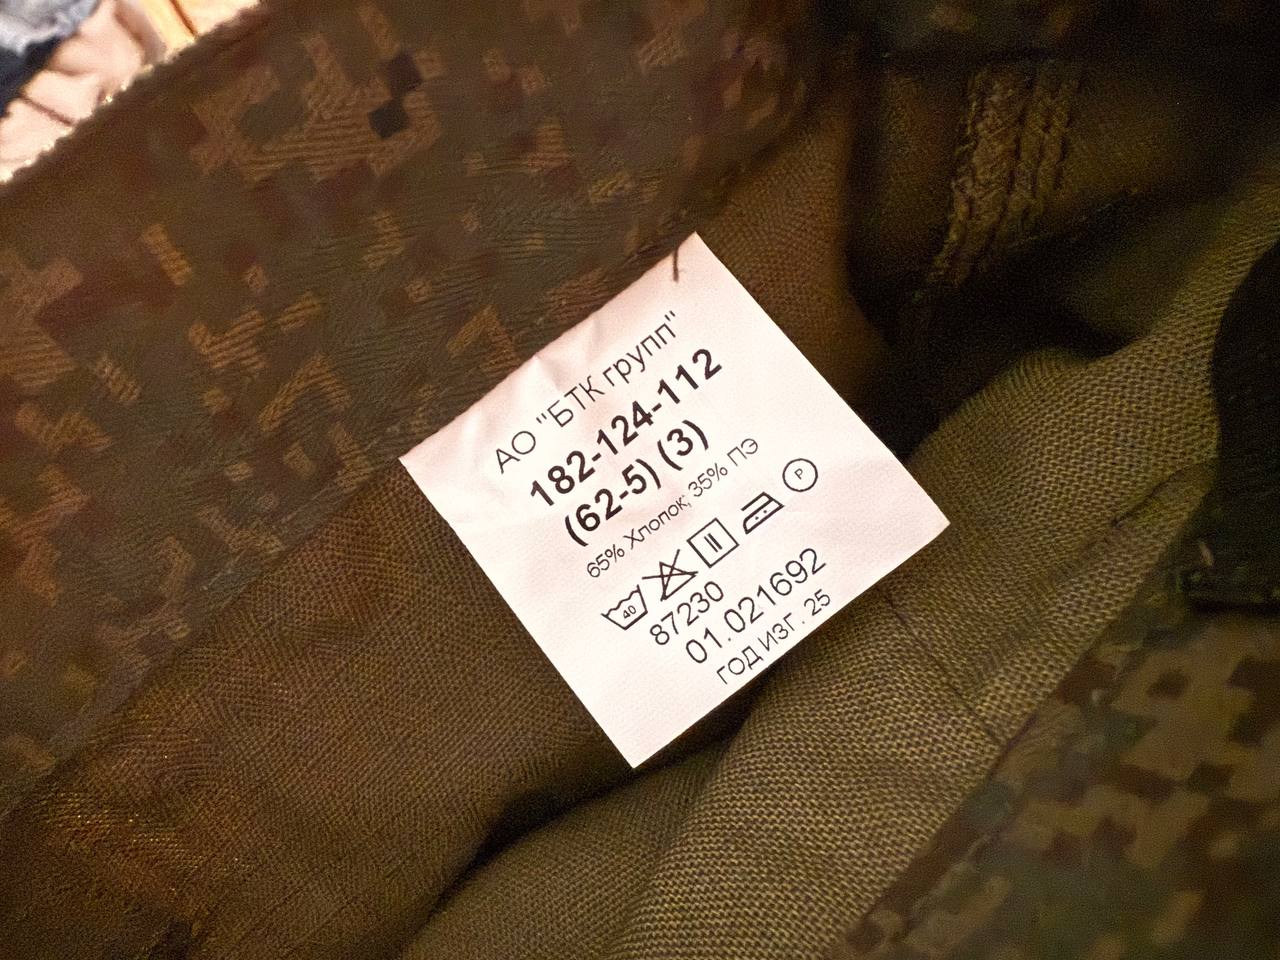 АО "БТК групп"
182-124-112
(62-5) (3)
65% Хлопок; 35% ПЭ
40 P
87230
01.021692
ГОД ИЗГ. 25